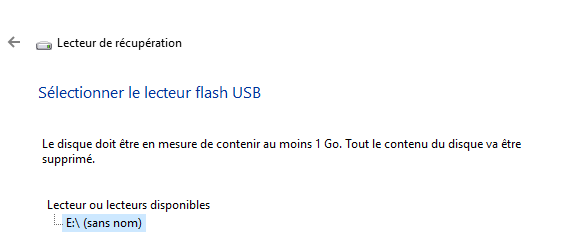 Lecteur de récupération
Sélectionner le lecteur flash USB
Le disque doit être en mesure de contenir au moins 1 Go. Tout le contenu du disque va être
supprimé.
Lecteur ou lecteurs disponibles
E:\ (sans nom)